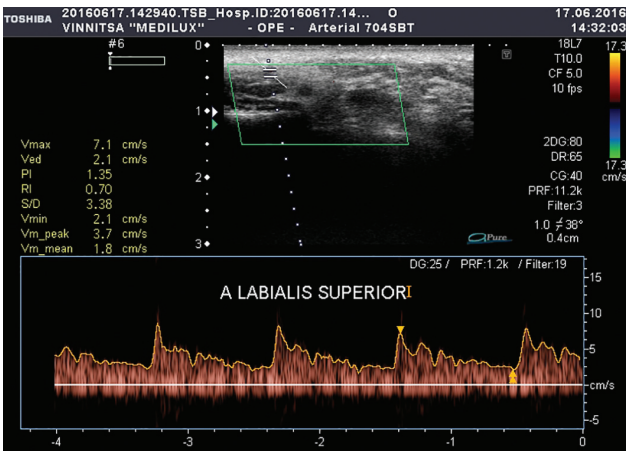 TOSHIBA 20160617.142940.TSB_Hosp.ID:20160617.14... O 17.06.2016
VINNITSA "MEDILUX" - OPE - Arterial 704SBT 14:32:03
#6
0
1
2
3
18L7
T10.0
CF 5.0
10 fps
17.3
2DG:80
DR:65
CG:40
PRF:11.2k
Filter:3
17.3
cm/s
1.0 ≠38°
0.4cm
aPure
Vmax 7.1 cm/s
Ved 2.1 cm/s
PI 1.35
RI 0.70
S/D 3.38
Vmin 2.1 cm/s
Vm_peak 3.7 cm/s
Vm_mean 1.8 cm/s
DG:25 / PRF:1.2k / Filter:19
A LABIALIS SUPERIOR
-15
-10
-5
-cm/s
-5
-4 -3 -2 -1 0